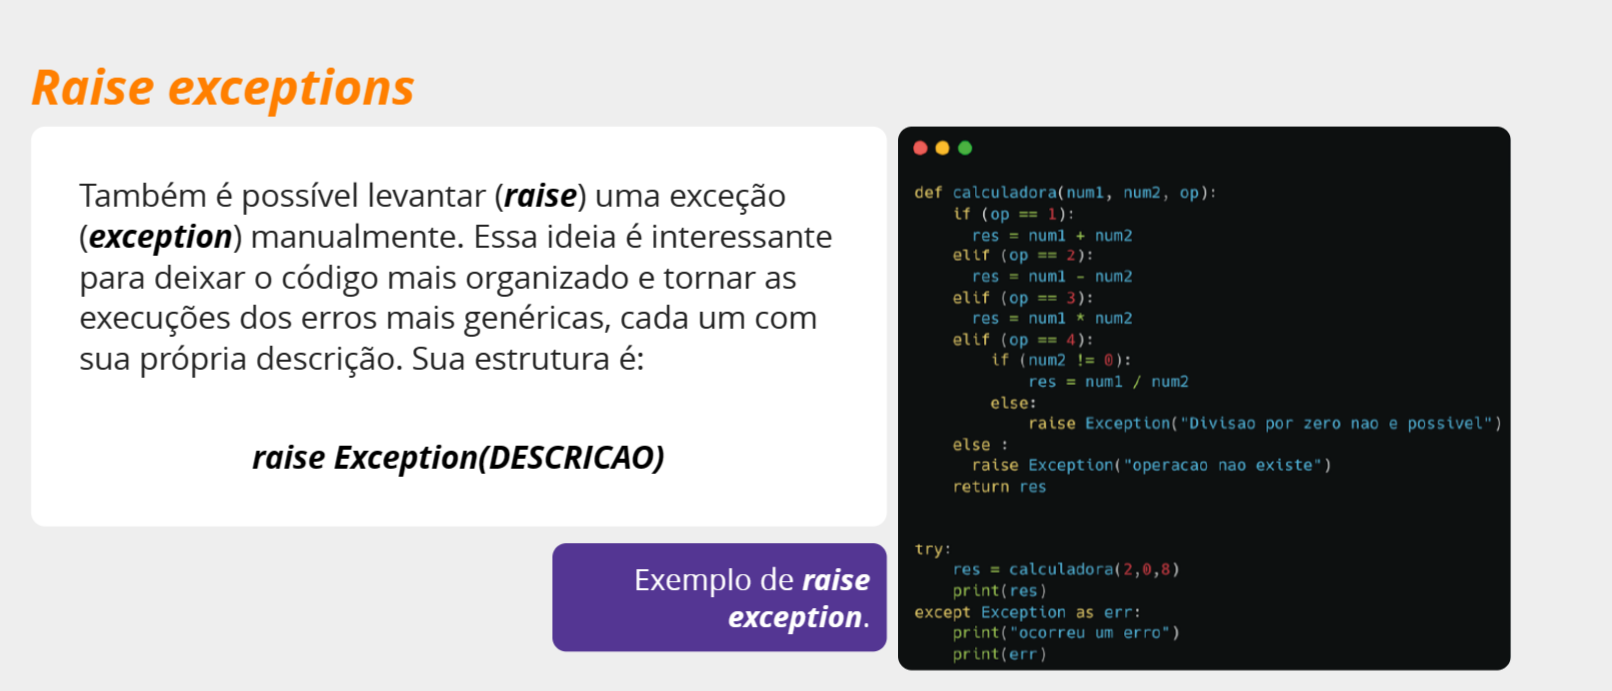 Raise exceptions
Também é possível levantar (raise) uma exceção
(exception) manualmente. Essa ideia é interessante
para deixar o código mais organizado e tornar as
execuções dos erros mais genéricas, cada um com
sua própria descrição. Sua estrutura é:
raise Exception(DESCRICAO)
Exemplo de raise
exception.
def calculadora(num1, num2, op):
    if (op == 1):
      res = num1 + num2
    elif (op == 2):
      res = num1 - num2
    elif (op == 3):
      res = num1 * num2
    elif (op == 4):
        if (num2 != 0):
            res = num1 / num2
        else:
            raise Exception("Divisao por zero nao e possivel")
    else :
      raise Exception("operacao nao existe")
    return res
try:
    res = calculadora(2,0,8)
    print(res)
except Exception as err:
    print("ocorreu um erro")
    print(err)